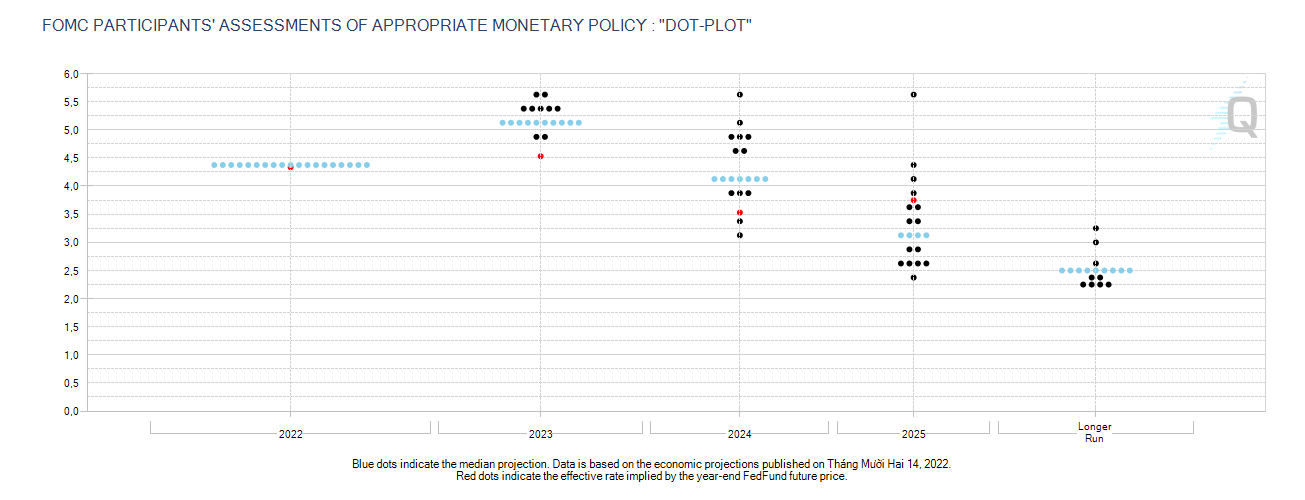 FOMC PARTICIPANTS' ASSESSMENTS OF APPROPRIATE MONETARY POLICY : "DOT-PLOT"
6,0
5,5
5,0
4,5
4,0
3,5
3,0
2,5
2,0
1,5
1,0
0,5
0,0
Q
2022
2023
2024
2025
Longer
Run
Blue dots indicate the median projection. Data is based on the economic projections published on Tháng Mười Hai 14, 2022.
Red dots indicate the effective rate implied by the year-end FedFund future price.